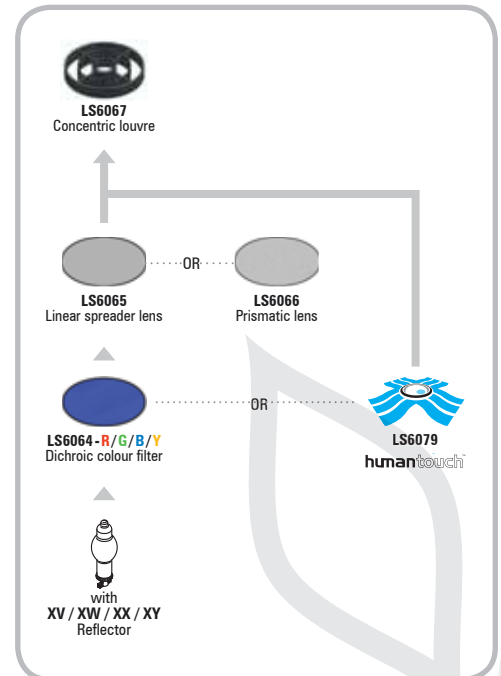 LS6067
Concentric louvre
OR
LS6065
Linear spreader lens
LS6066
Prismatic lens
OR
LS6064-R/G/B/Y
Dichroic colour filter
LS6079
humantouch™
with
XV / XW / XX / XY
Reflector